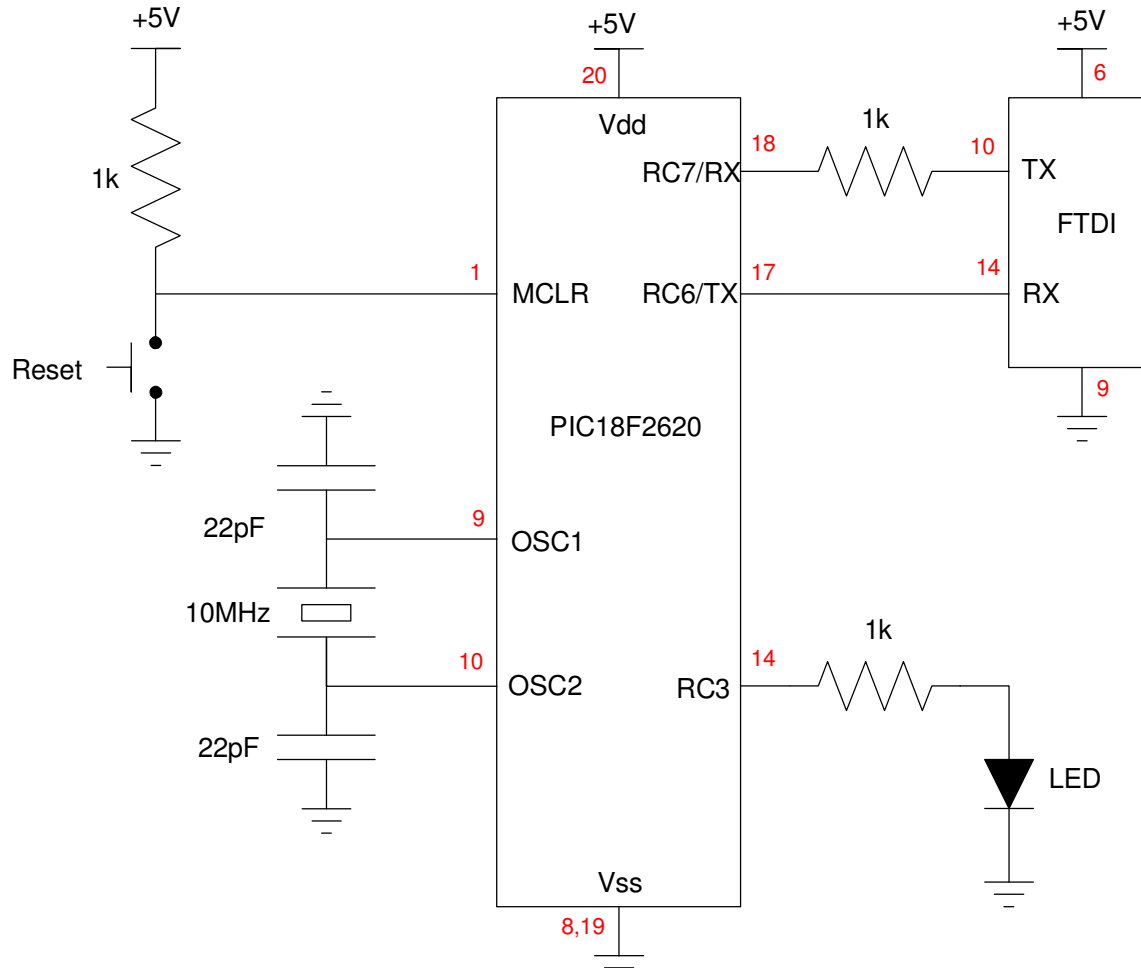 +5V
+5V
+5V
20
6
Vdd
1k
18
10
RC7/RX
TX
1k
FTDI
1
17
14
MCLR
RC6/TX
RX
Reset
9
PIC18F2620
22pF
9
OSC1
10MHz
1k
10
14
OSC2
RC3
22pF
LED
Vss
8,19